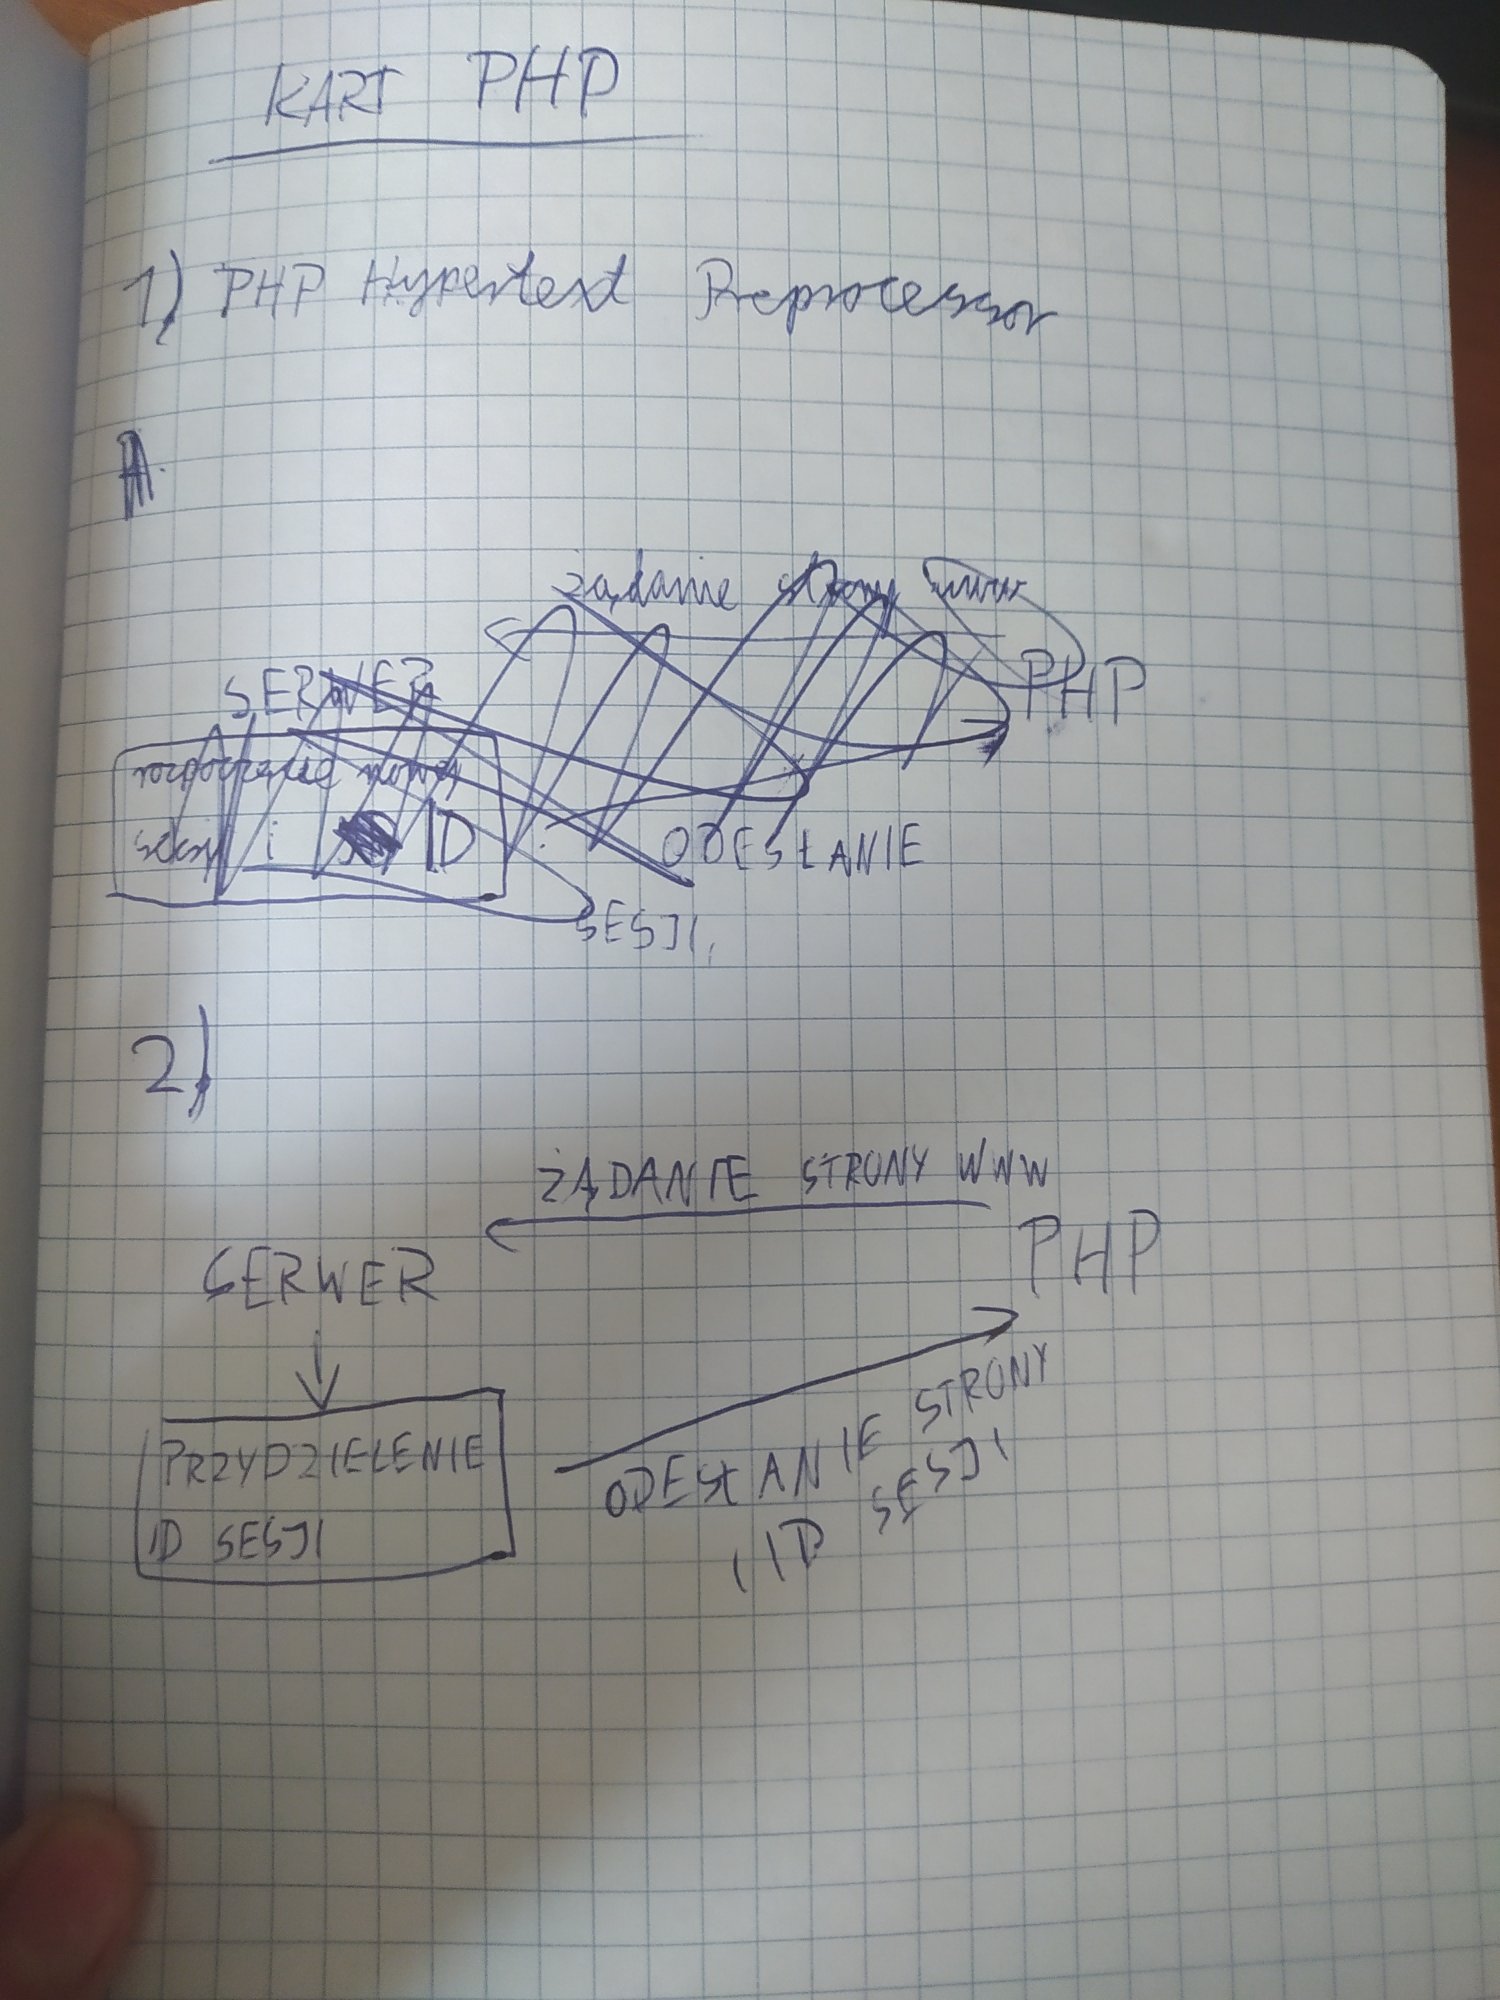 KART PHP
1) PHP Hypertext Preprocessor
A.
żądanie strony www
SERWER
PHP
rozpoczęcie nowej
sesji i ID
ODESŁANIE
SESJI
2)
ŻĄDANIE STRONY WWW
SERWER
PHP
PRZYDZIELENIE
ID SESJI
ODESŁANIE STRONY
I ID SESJI